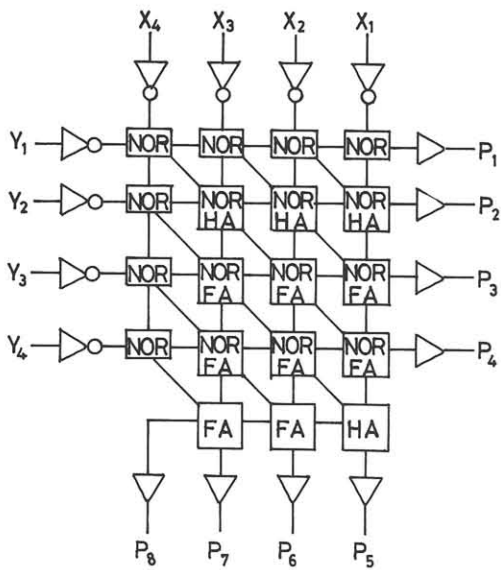 X4 X3 X2 X1
Y1 NOR NOR NOR NOR P1
Y2 NOR NOR HA NOR HA NOR HA P2
Y3 NOR NOR FA NOR FA NOR FA P3
Y4 NOR NOR FA NOR FA NOR FA P4
FA FA HA
P8 P7 P6 P5